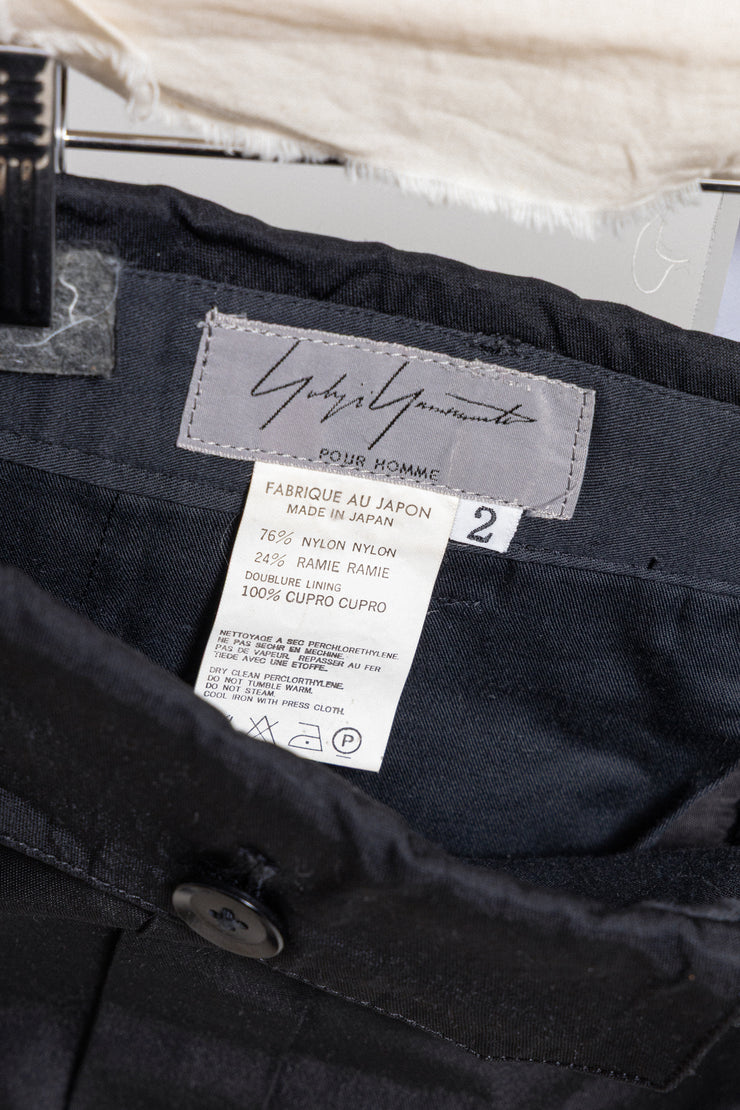 Yohji Yamamoto
POUR HOMME
FABRIQUE AU JAPON
MADE IN JAPAN
2
76% NYLON NYLON
24% RAMIE RAMIE
DOUBLURE LINING
100% CUPRO CUPRO
NETTOYAGE A SEC PERCHLORETHYLENE.
NE PAS SECHR EN MECHINE.
PAS DE VAPEUR. REPASSER AU FER
TIEDE AVEC UNE ETOFFE.
DRY CLEAN PERCLORTHYLENE.
DO NOT TUMBLE WARM.
DO NOT STEAM.
COOL IRON WITH PRESS CLOTH.
P